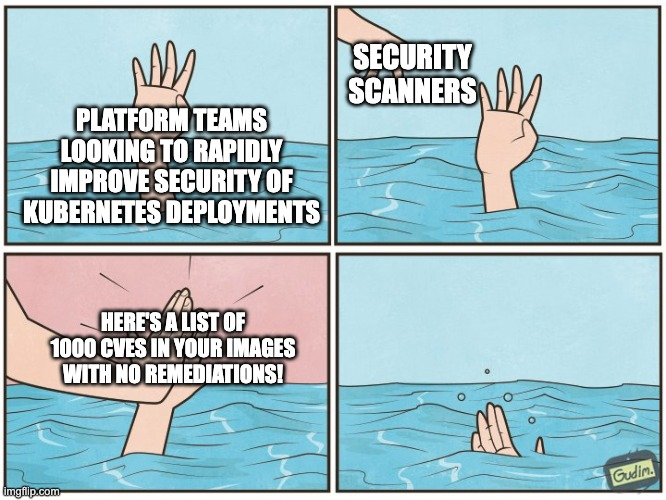 PLATFORM TEAMS
LOOKING TO RAPIDLY
IMPROVE SECURITY OF
KUBERNETES DEPLOYMENTS
SECURITY
SCANNERS
HERE'S A LIST OF
1000 CVES IN YOUR IMAGES
WITH NO REMEDIATIONS!
Gudim.
imgflip.com